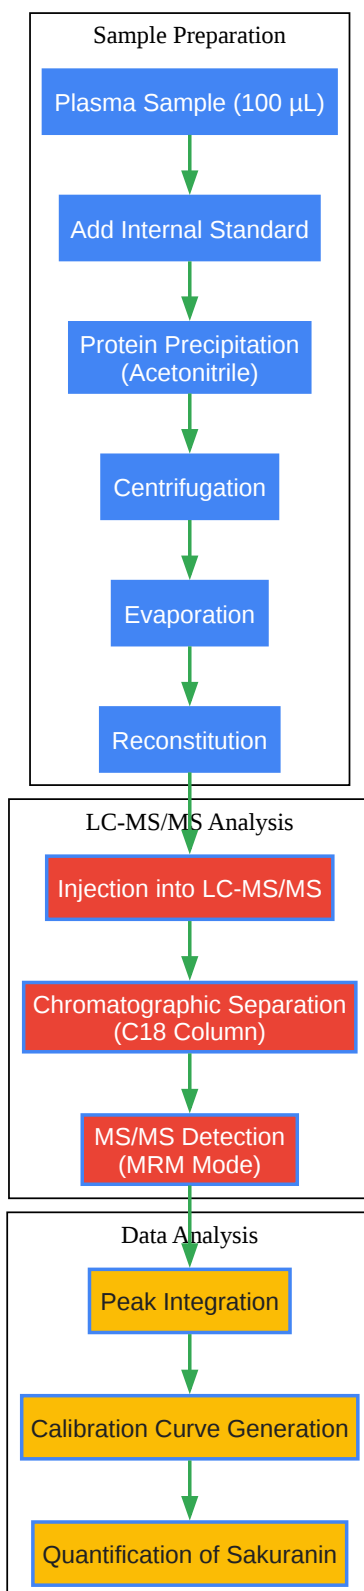 Sample Preparation
Plasma Sample (100 µL)
Add Internal Standard
Protein Precipitation
(Acetonitrile)
Centrifugation
Evaporation
Reconstitution
LC-MS/MS Analysis
Injection into LC-MS/MS
Chromatographic Separation
(C18 Column)
MS/MS Detection
(MRM Mode)
Data Analysis
Peak Integration
Calibration Curve Generation
Quantification of Sakuranin